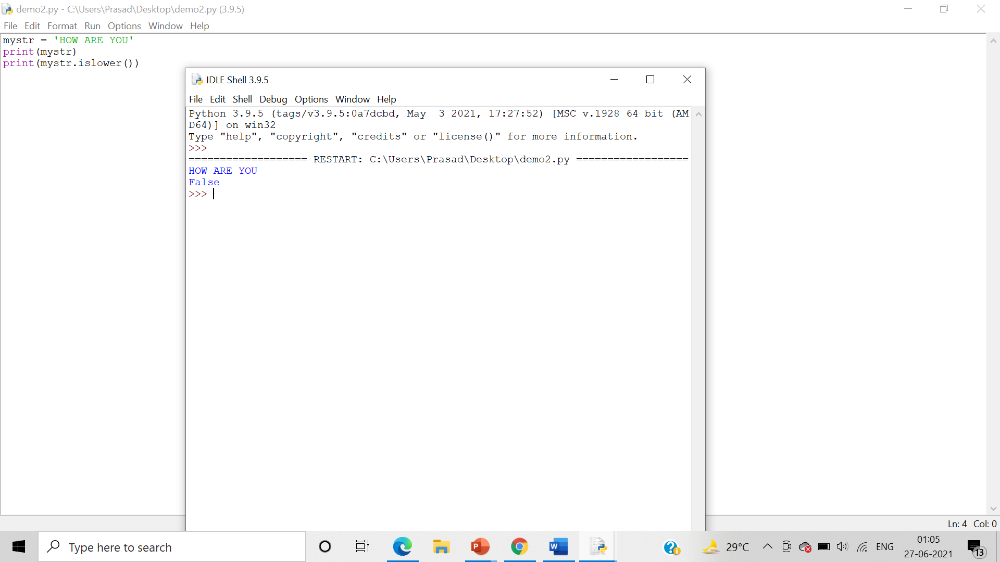 demo2.py - C:\Users\Prasad\Desktop\demo2.py (3.9.5)
File Edit Format Run Options Window Help
mystr = 'HOW ARE YOU'
print(mystr)
print(mystr.islower())
IDLE Shell 3.9.5
File Edit Shell Debug Options Window Help
Python 3.9.5 (tags/v3.9.5:0a7dcbd, May  3 2021, 17:27:52) [MSC v.1928 64 bit (AM
D64)] on win32
Type "help", "copyright", "credits" or "license()" for more information.
>>>
=================== RESTART: C:\Users\Prasad\Desktop\demo2.py ==================
HOW ARE YOU
False
>>>
Ln: 4 Col: 0
Type here to search
P
W
?
29°C
ENG
01:05
27-06-2021
13